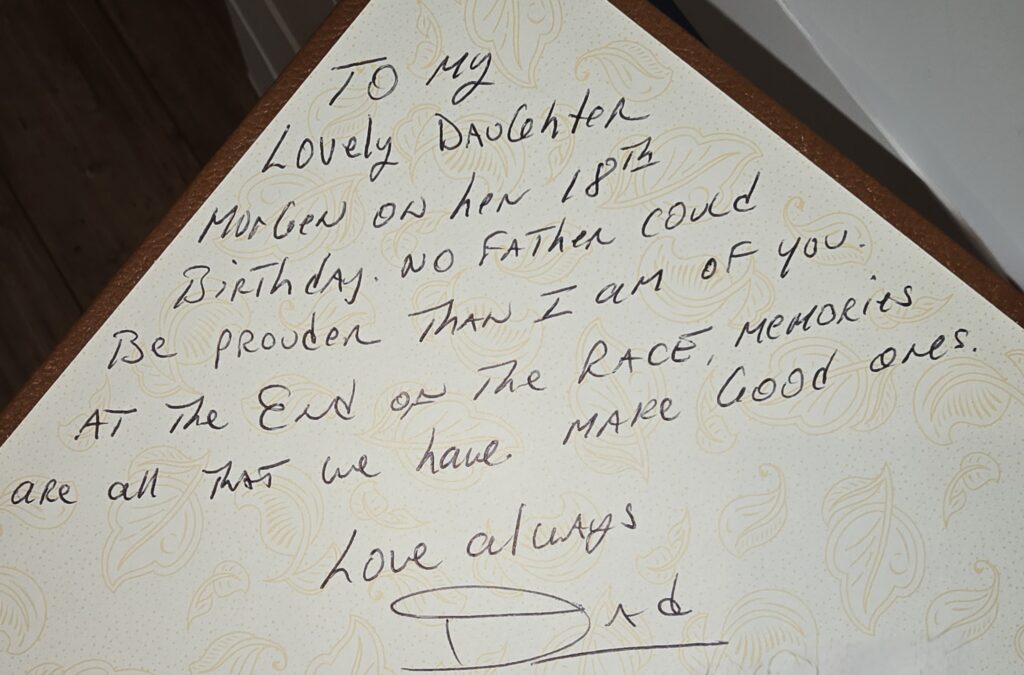 TO My
Lovely DAUGhteR
MorGeN ON heR 18Th
BiRThday. NO FATheR COULD
Be PROUDeR ThAN I am OF YOU.
AT The End OF The RACE, MEMORIES
aRe all ThAT we have. MAKe Good ones.
Love always
Dad